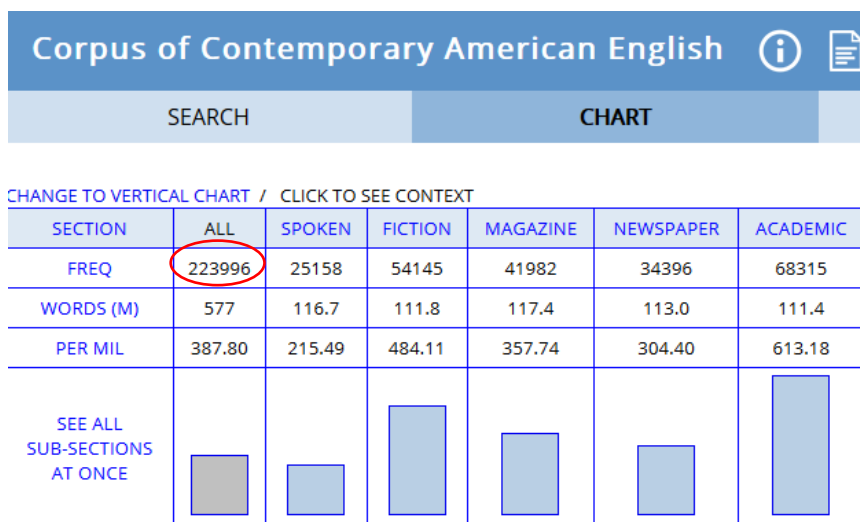 Corpus of Contemporary American English
SEARCH CHART
CHANGE TO VERTICAL CHART / CLICK TO SEE CONTEXT
SECTION ALL SPOKEN FICTION MAGAZINE NEWSPAPER ACADEMIC
FREQ 223996 25158 54145 41982 34396 68315
WORDS (M) 577 116.7 111.8 117.4 113.0 111.4
PER MIL 387.80 215.49 484.11 357.74 304.40 613.18
SEE ALL
SUB-SECTIONS
AT ONCE